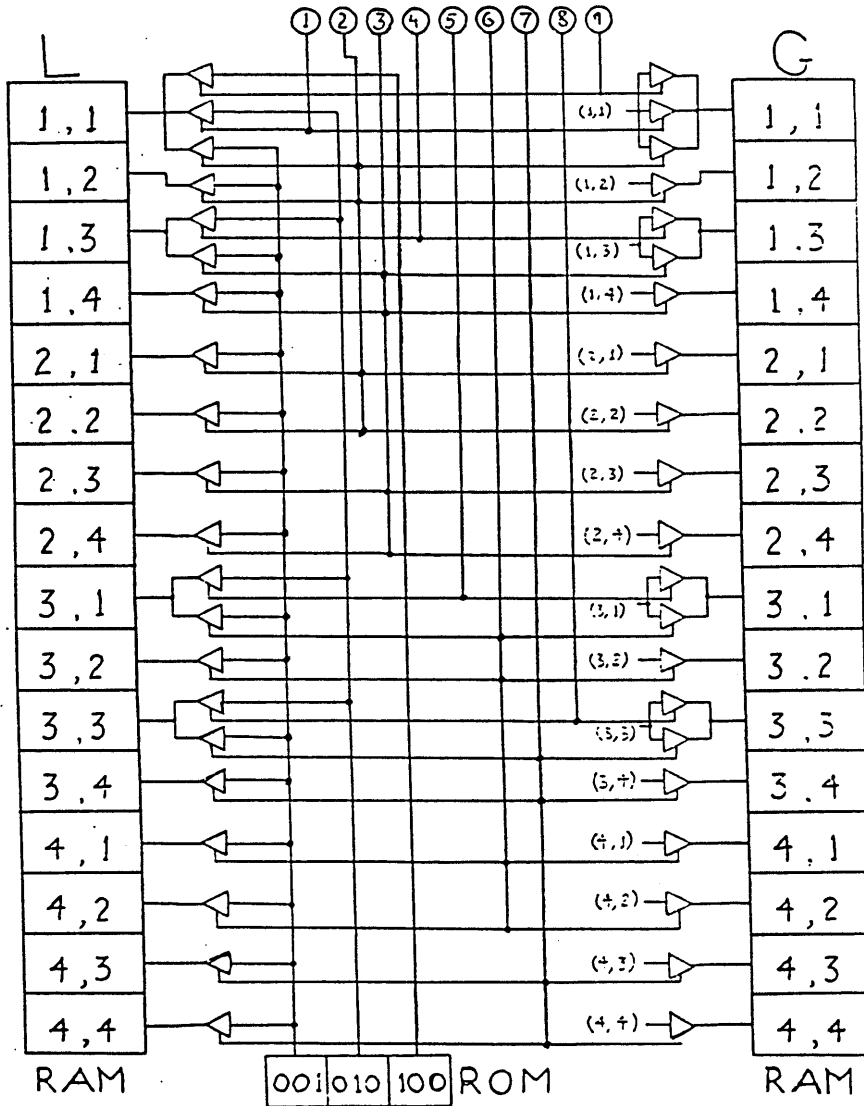 ① ② ③ ④ ⑤ ⑥ ⑦ ⑧ ⑨
L G
1,1 (1,1) 1,1
1,2 (1,2) 1,2
1.3 (1,3) 1.3
1.4 (1,4) 1.4
2,1 (2,1) 2,1
2.2 (2,2) 2.2
2.3 (2,3) 2,3
2,4 (2,4) 2,4
3,1 (3,1) 3.1
3,2 (3,2) 3.2
3,3 (3,3) 3,3
3.4 (3,4) 3.4
4,1 (4,1) 4.1
4,2 (4,2) 4,2
4,3 (4,3) 4,3
4,4 (4,4) 4,4
RAM 001 010 100 ROM RAM